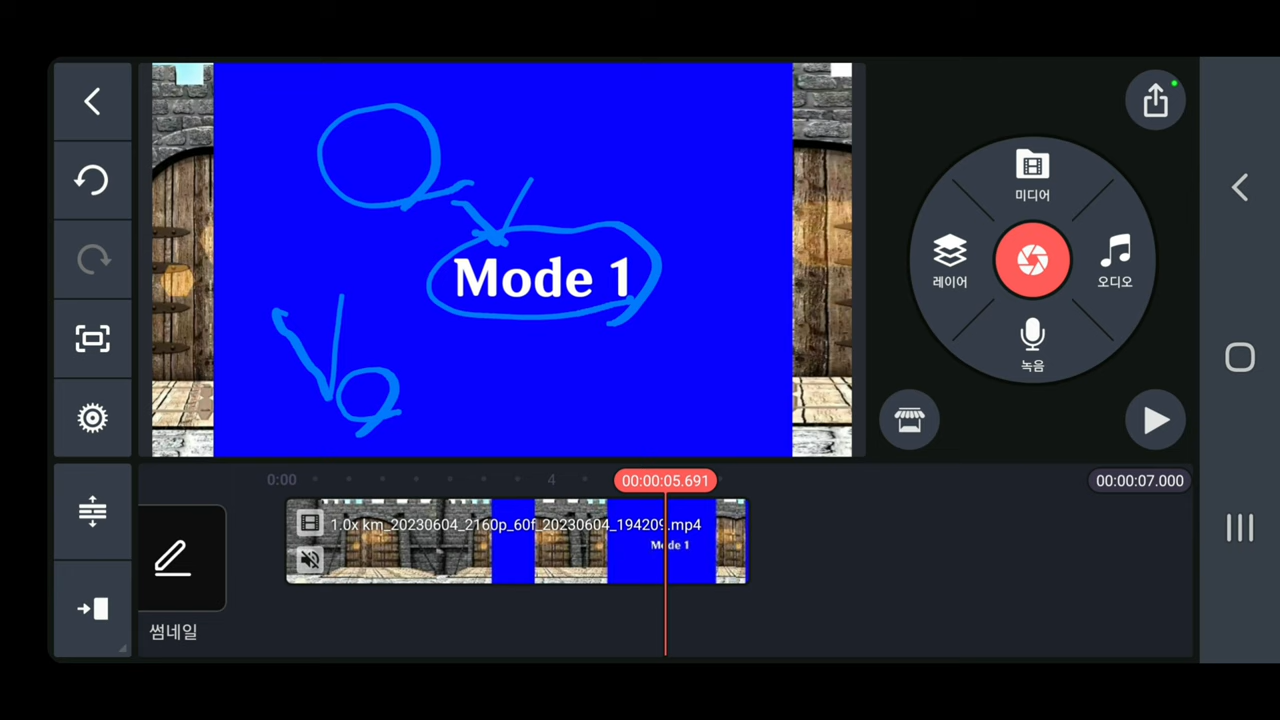 Mode 1
미디어
레이어
오디오
녹음
0:00
4
00:00:05.691
00:00:07.000
1.0x km_20230604_2160p_60f_20230604_194209.mp4
Mode 1
썸네일